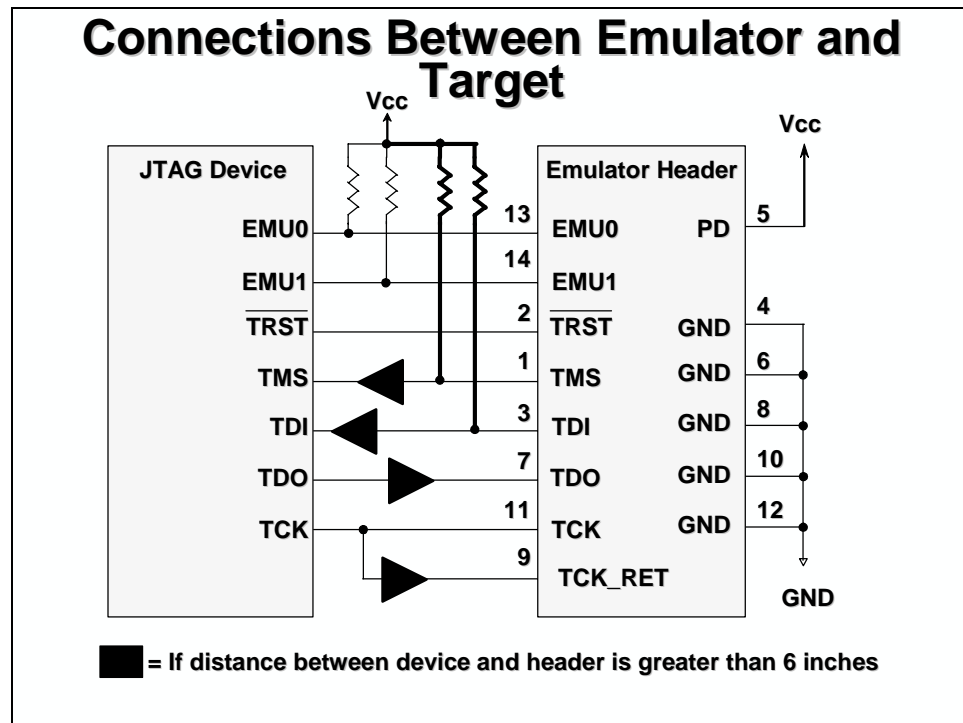 Connections Between Emulator and
Target
Vcc
Vcc
JTAG Device
Emulator Header
EMU0
13
EMU0
PD
5
EMU1
14
EMU1
TRST
2
TRST
GND
4
TMS
1
TMS
GND
6
TDI
3
TDI
GND
8
TDO
7
TDO
GND
10
TCK
11
TCK
GND
12
9
TCK_RET
GND
= If distance between device and header is greater than 6 inches